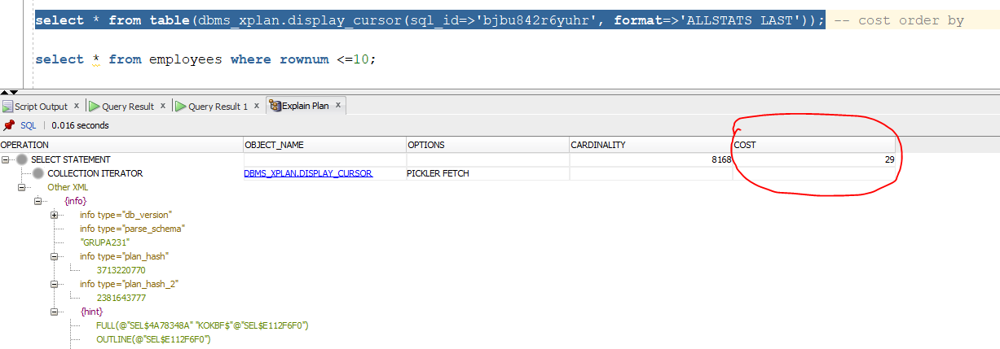 select * from table(dbms_xplan.display_cursor(sql_id=>'bjbu842r6yuhr', format=>'ALLSTATS LAST')); -- cost order by
select * from employees where rownum <=10;
Script Output x Query Result x Query Result 1 x Explain Plan x
SQL | 0.016 seconds
OPERATION OBJECT_NAME OPTIONS CARDINALITY COST
SELECT STATEMENT 8168 29
COLLECTION ITERATOR DBMS_XPLAN.DISPLAY_CURSOR PICKLER FETCH
Other XML
{info}
info type="db_version"
info type="parse_schema"
"GRUPA231"
info type="plan_hash"
3713220770
info type="plan_hash_2"
2381643777
{hint}
FULL(@"SEL$4A78348A" "KOKBF$"@"SEL$E112F6F0")
OUTLINE(@"SEL$E112F6F0")